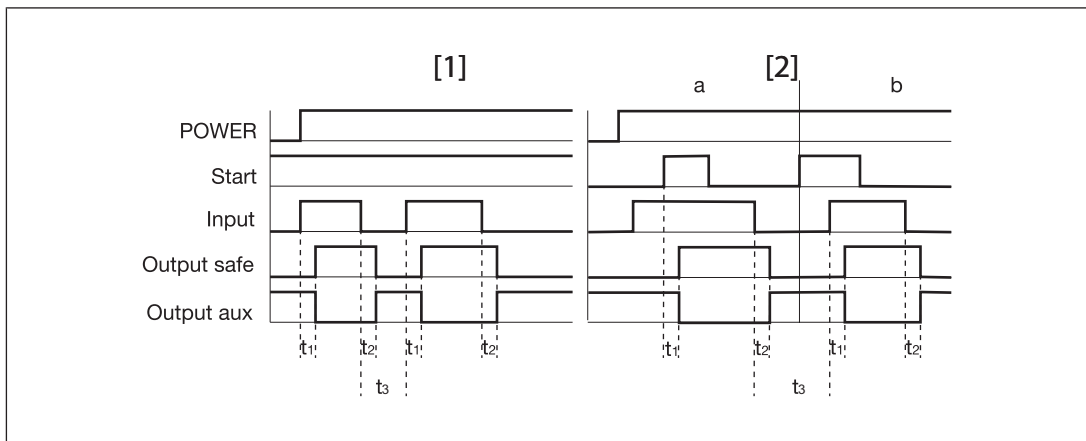 [1] [2]
a b
POWER
Start
Input
Output safe
Output aux
t1 t2 t1 t2 t1 t2 t1 t2
t3 t3